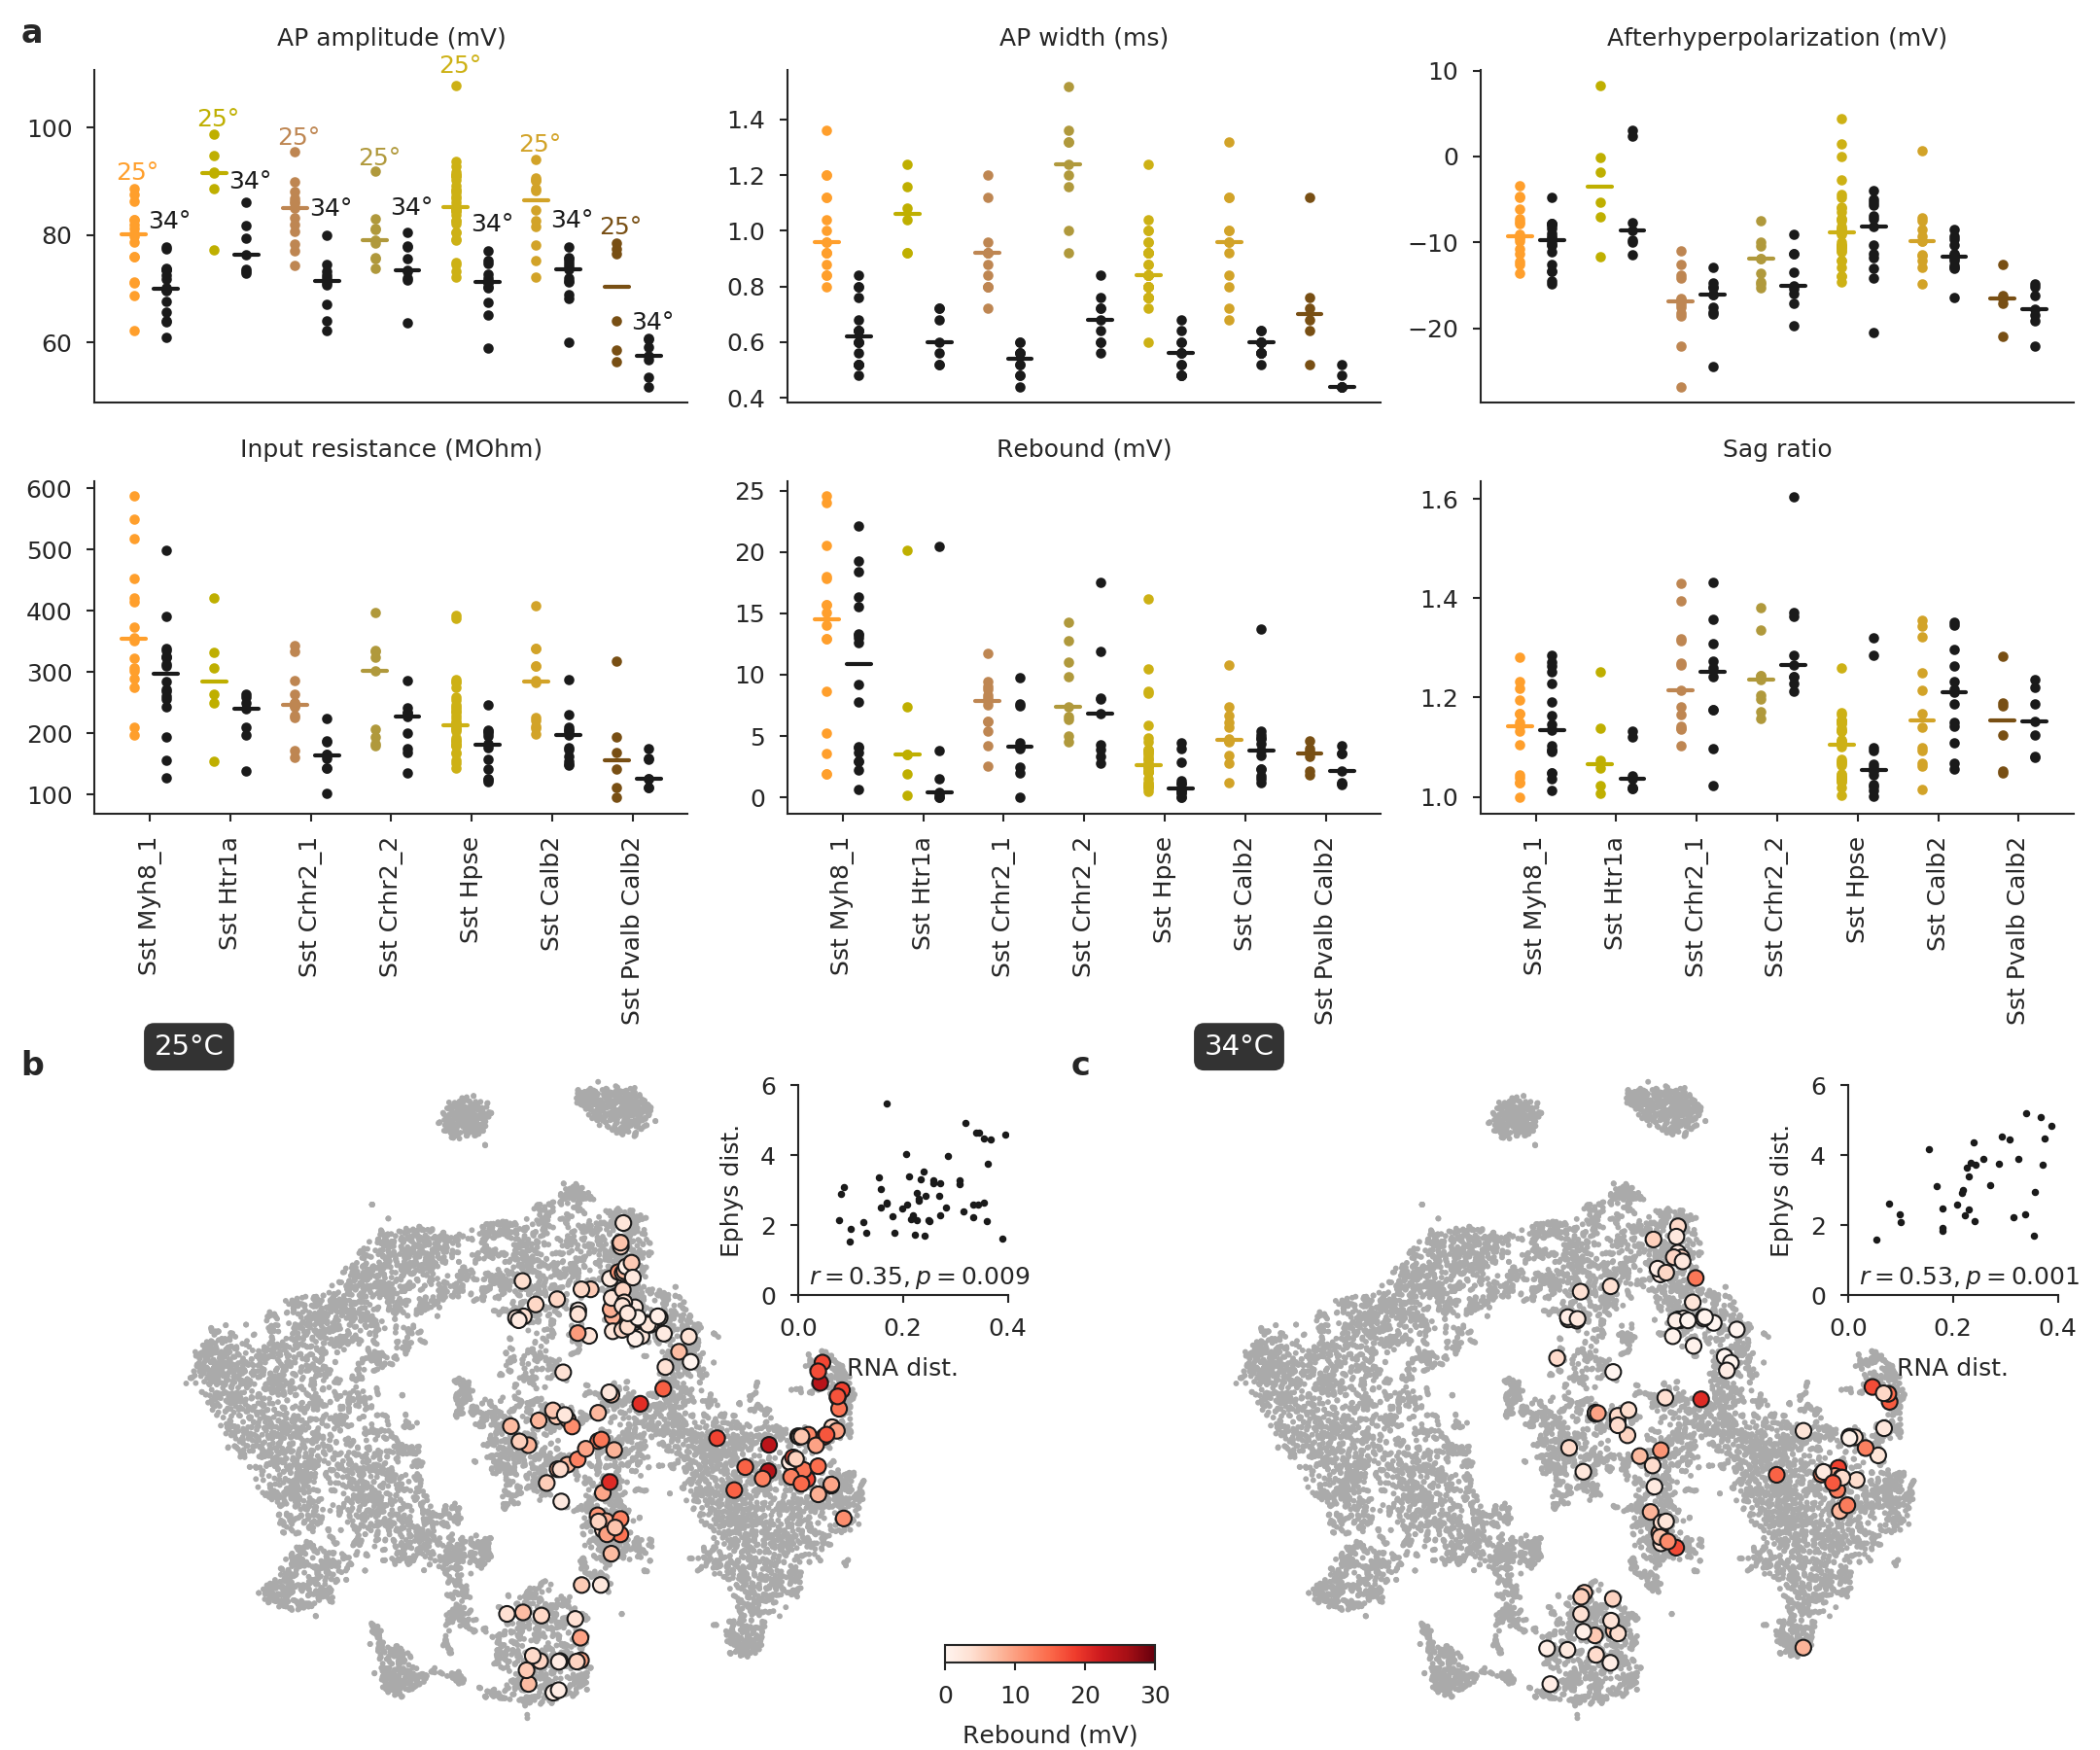 a
AP amplitude (mV)
AP width (ms)
Afterhyperpolarization (mV)
100
80
60
25°
34°
25°
34°
25°
34°
25°
34°
25°
34°
25°
34°
25°
34°
1.4
1.2
1.0
0.8
0.6
0.4
10
0
−10
−20
Input resistance (MOhm)
Rebound (mV)
Sag ratio
600
500
400
300
200
100
25
20
15
10
5
0
1.6
1.4
1.2
1.0
Sst Myh8_1
Sst Htr1a
Sst Crhr2_1
Sst Crhr2_2
Sst Hpse
Sst Calb2
Sst Pvalb Calb2
Sst Myh8_1
Sst Htr1a
Sst Crhr2_1
Sst Crhr2_2
Sst Hpse
Sst Calb2
Sst Pvalb Calb2
Sst Myh8_1
Sst Htr1a
Sst Crhr2_1
Sst Crhr2_2
Sst Hpse
Sst Calb2
Sst Pvalb Calb2
b
25°C
Ephys dist.
6
4
2
0
r = 0.35, p = 0.009
0.0 0.2 0.4
RNA dist.
c
34°C
Ephys dist.
6
4
2
0
r = 0.53, p = 0.001
0.0 0.2 0.4
RNA dist.
0 10 20 30
Rebound (mV)